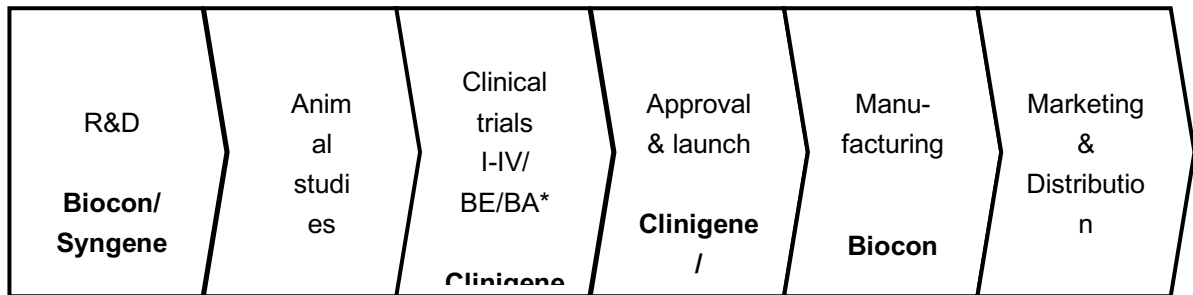 R&D
Biocon/
Syngene
Anim
al
studi
es
Clinical
trials
I-IV/
BE/BA*
Clinigene
Approval
& launch
Clinigene
/
Manu-
facturing
Biocon
Marketing
&
Distributio
n